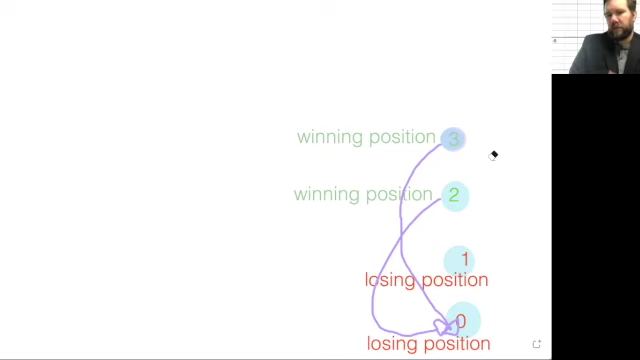 winning position 3
winning position 2
1
losing position
0
losing position